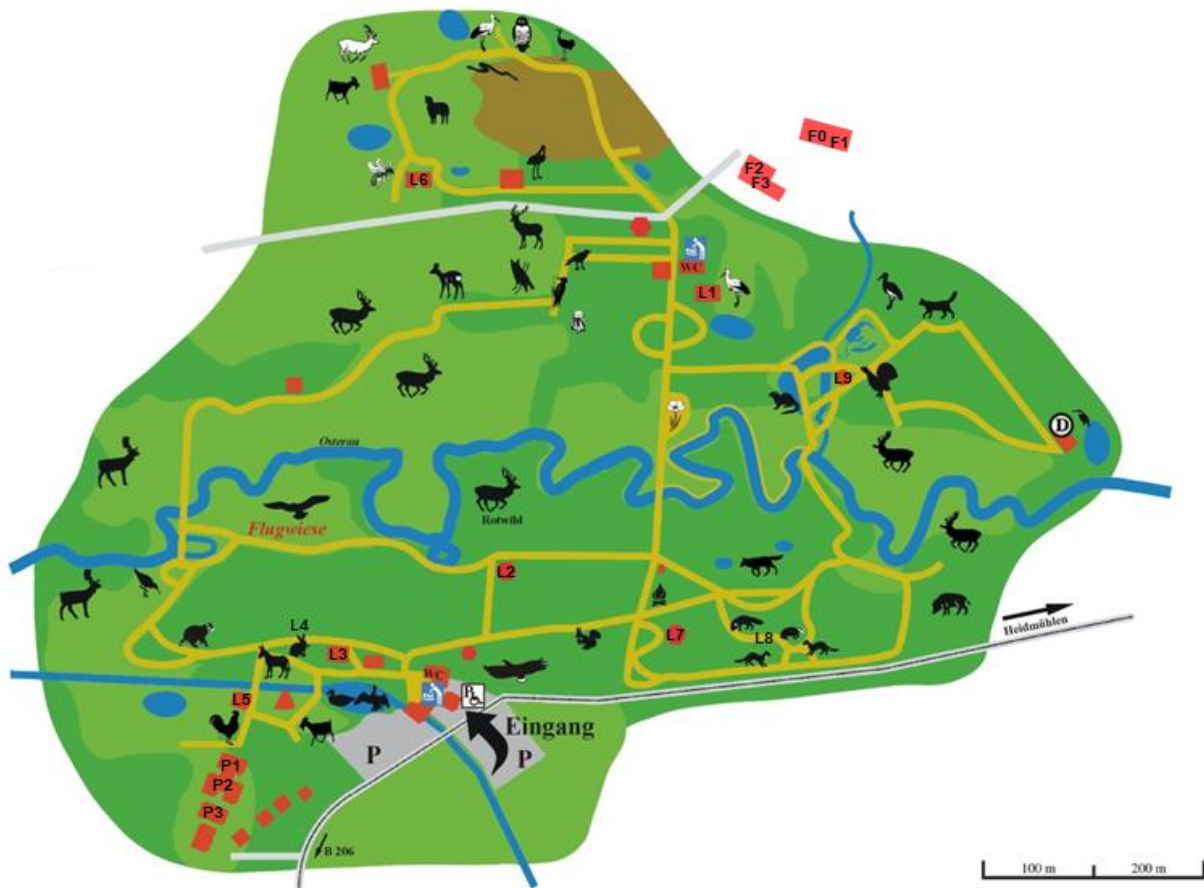 F0 F1
F2
F3
L6
WC
L1
L9
D
Osterau
Flugwiese
Rotwild
L2
L4
L3
L7
L8
Heidmühlen
WC
L5
P
Eingang
P
P
P1
P2
P3
B 206
100 m
200 m